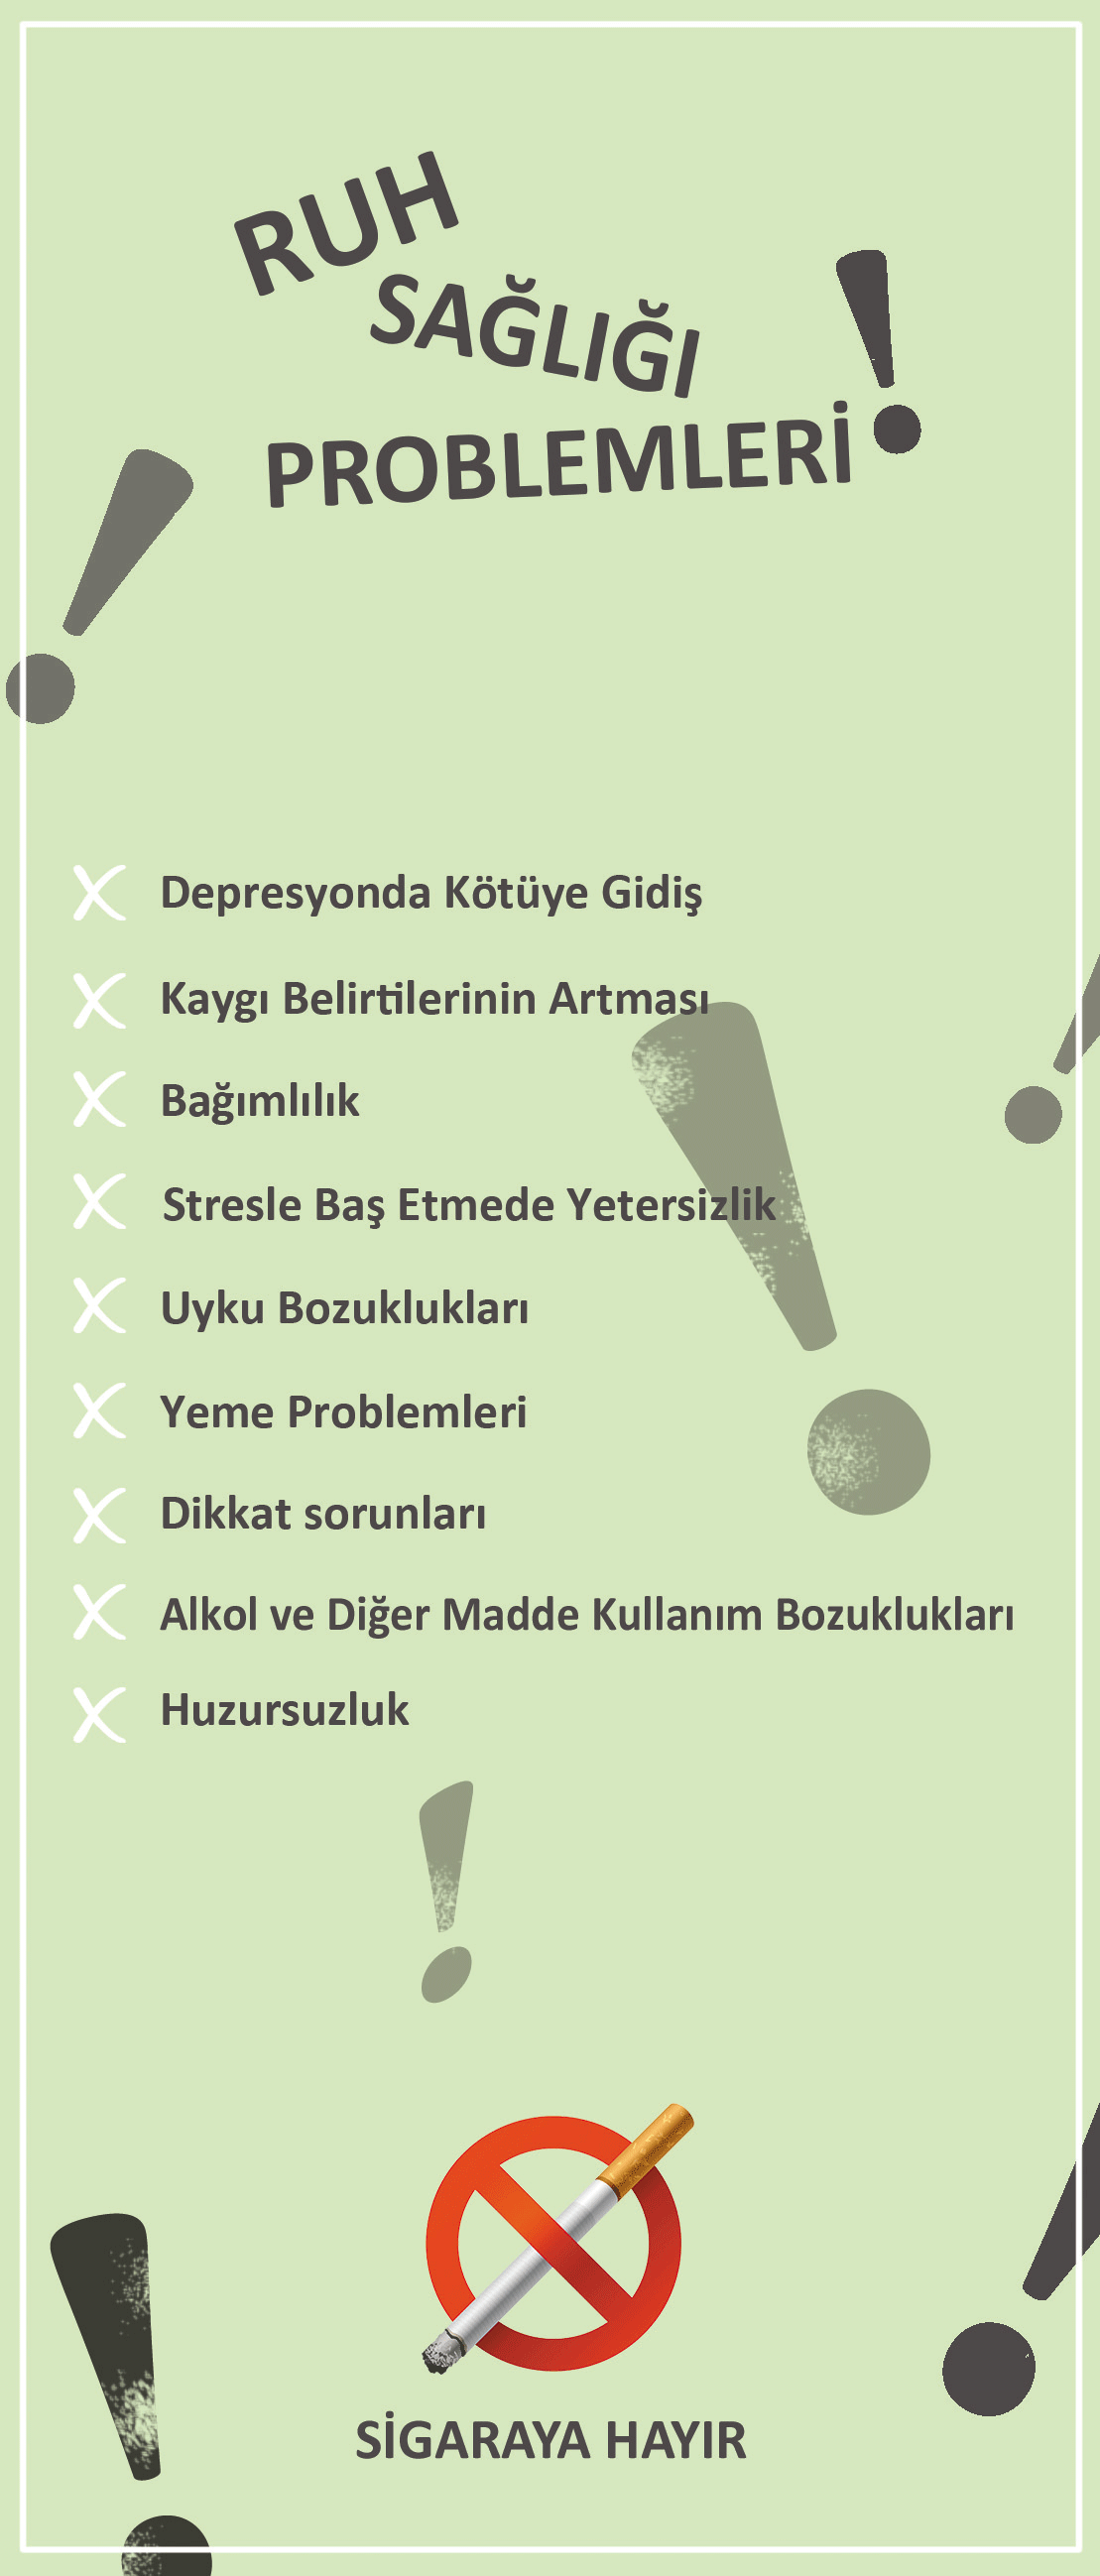 RUH
SAĞLIĞI
PROBLEMLERİ
Depresyonda Kötüye Gidiş
Kaygı Belirtilerinin Artması
Bağımlılık
Stresle Baş Etmede Yetersizlik
Uyku Bozuklukları
Yeme Problemleri
Dikkat sorunları
Alkol ve Diğer Madde Kullanım Bozuklukları
Huzursuzluk
SİGARAYA HAYIR